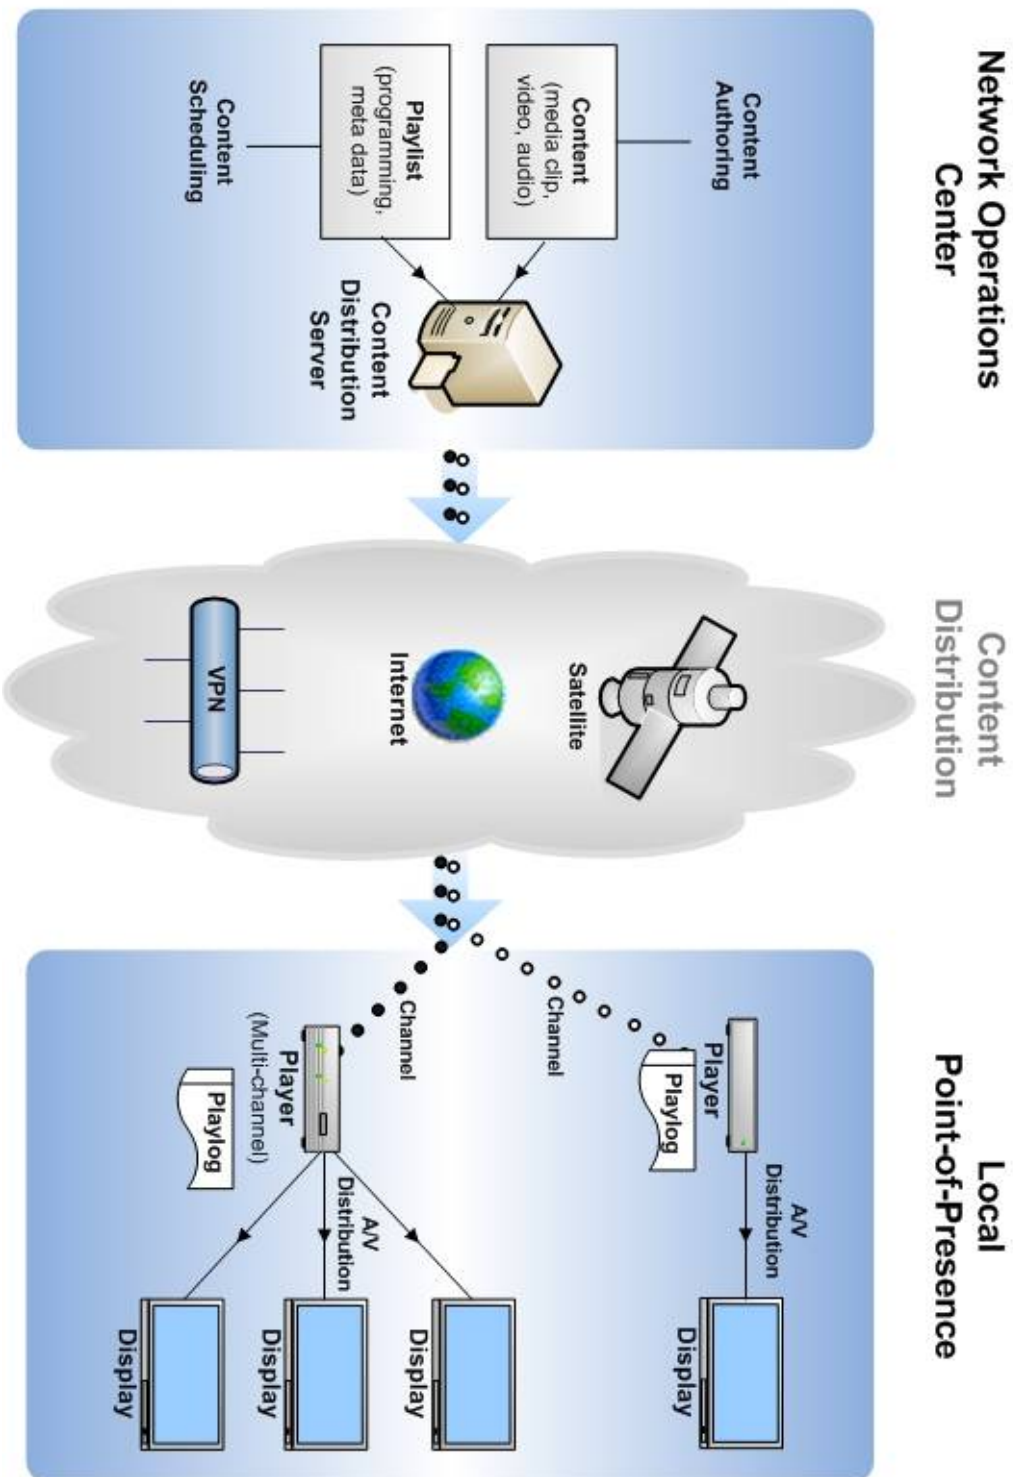 Network Operations
Center
Content
Distribution
Local
Point-of-Presence
Content
Authoring
Content
(media clip,
video, audio)
Playlist
(programming,
meta data)
Content
Scheduling
Content
Distribution
Server
Satellite
Internet
VPN
Channel
Channel
Player
Playlog
A/V
Distribution
Display
Player
(Multi-channel)
Playlog
A/V
Distribution
Display
Display
Display